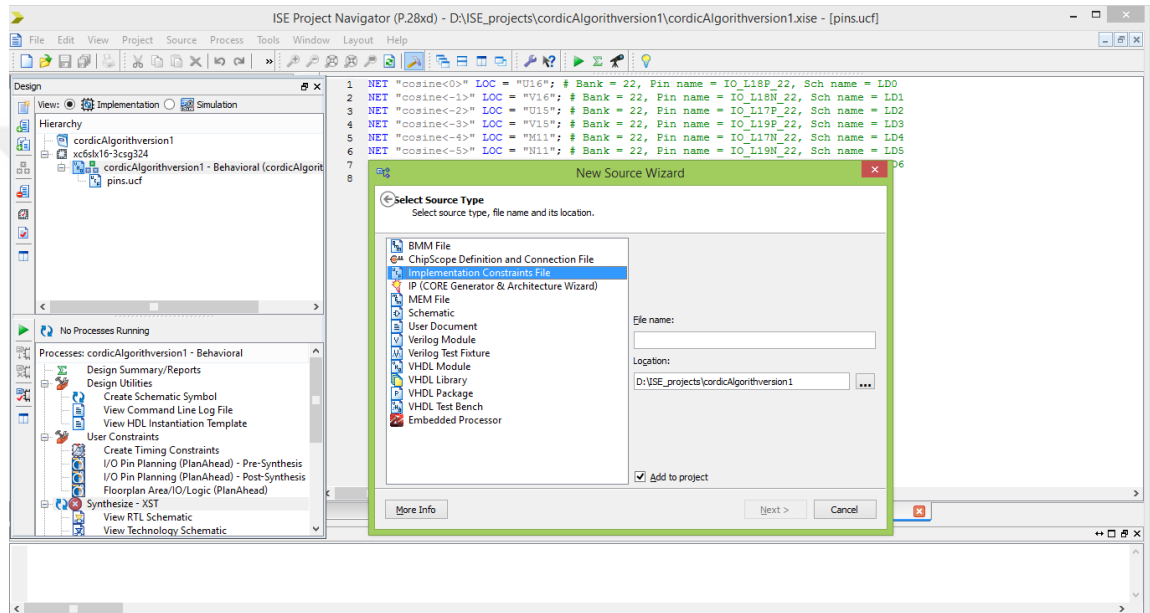 ISE Project Navigator (P.28xd) - D:\ISE_projects\cordicAlgorithversion1\cordicAlgorithversion1.xise - [pins.ucf]
File Edit View Project Source Process Tools Window Layout Help
Design
View: Implementation Simulation
Hierarchy
cordicAlgorithversion1
xc6slx16-3csg324
cordicAlgorithversion1 - Behavioral (cordicAlgorit
pins.ucf
No Processes Running
Processes: cordicAlgorithversion1 - Behavioral
Design Summary/Reports
Design Utilities
Create Schematic Symbol
View Command Line Log File
View HDL Instantiation Template
User Constraints
Create Timing Constraints
I/O Pin Planning (PlanAhead) - Pre-Synthesis
I/O Pin Planning (PlanAhead) - Post-Synthesis
Floorplan Area/IO/Logic (PlanAhead)
Synthesize - XST
View RTL Schematic
View Technology Schematic
1 NET "cosine<0>" LOC = "U16"; # Bank = 22, Pin name = IO_L18P_22, Sch name = LD0
2 NET "cosine<-1>" LOC = "V16"; # Bank = 22, Pin name = IO_L18N_22, Sch name = LD1
3 NET "cosine<-2>" LOC = "U15"; # Bank = 22, Pin name = IO_L17P_22, Sch name = LD2
4 NET "cosine<-3>" LOC = "V15"; # Bank = 22, Pin name = IO_L19P_22, Sch name = LD3
5 NET "cosine<-4>" LOC = "M11"; # Bank = 22, Pin name = IO_L17N_22, Sch name = LD4
6 NET "cosine<-5>" LOC = "N11"; # Bank = 22, Pin name = IO_L19N_22, Sch name = LD5
7 D6
8
New Source Wizard
Select Source Type
Select source type, file name and its location.
BMM File
ChipScope Definition and Connection File
Implementation Constraints File
IP (CORE Generator & Architecture Wizard)
MEM File
Schematic
User Document
Verilog Module
Verilog Test Fixture
VHDL Module
VHDL Library
VHDL Package
VHDL Test Bench
Embedded Processor
File name:
Location:
D:\ISE_projects\cordicAlgorithversion1
...
Add to project
More Info
Next >
Cancel